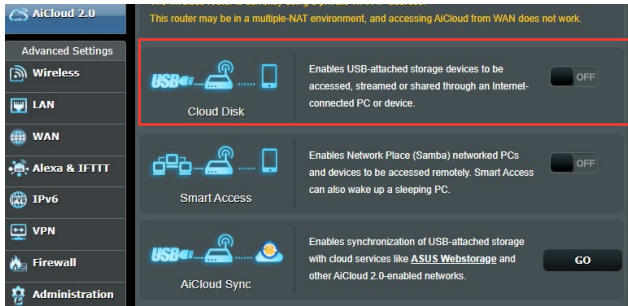 AiCloud 2.0
This router may be in a multiple-NAT environment, and accessing AiCloud from WAN does not work.
Advanced Settings
Wireless
LAN
WAN
Alexa & IFTTT
IPv6
VPN
Firewall
Administration
USB
Cloud Disk
Enables USB-attached storage devices to be
accessed, streamed or shared through an Internet-
connected PC or device.
OFF
Smart Access
Enables Network Place (Samba) networked PCs
and devices to be accessed remotely. Smart Access
can also wake up a sleeping PC.
OFF
USB
AiCloud Sync
Enables synchronization of USB-attached storage
with cloud services like ASUS Webstorage and
other AiCloud 2.0-enabled networks.
GO